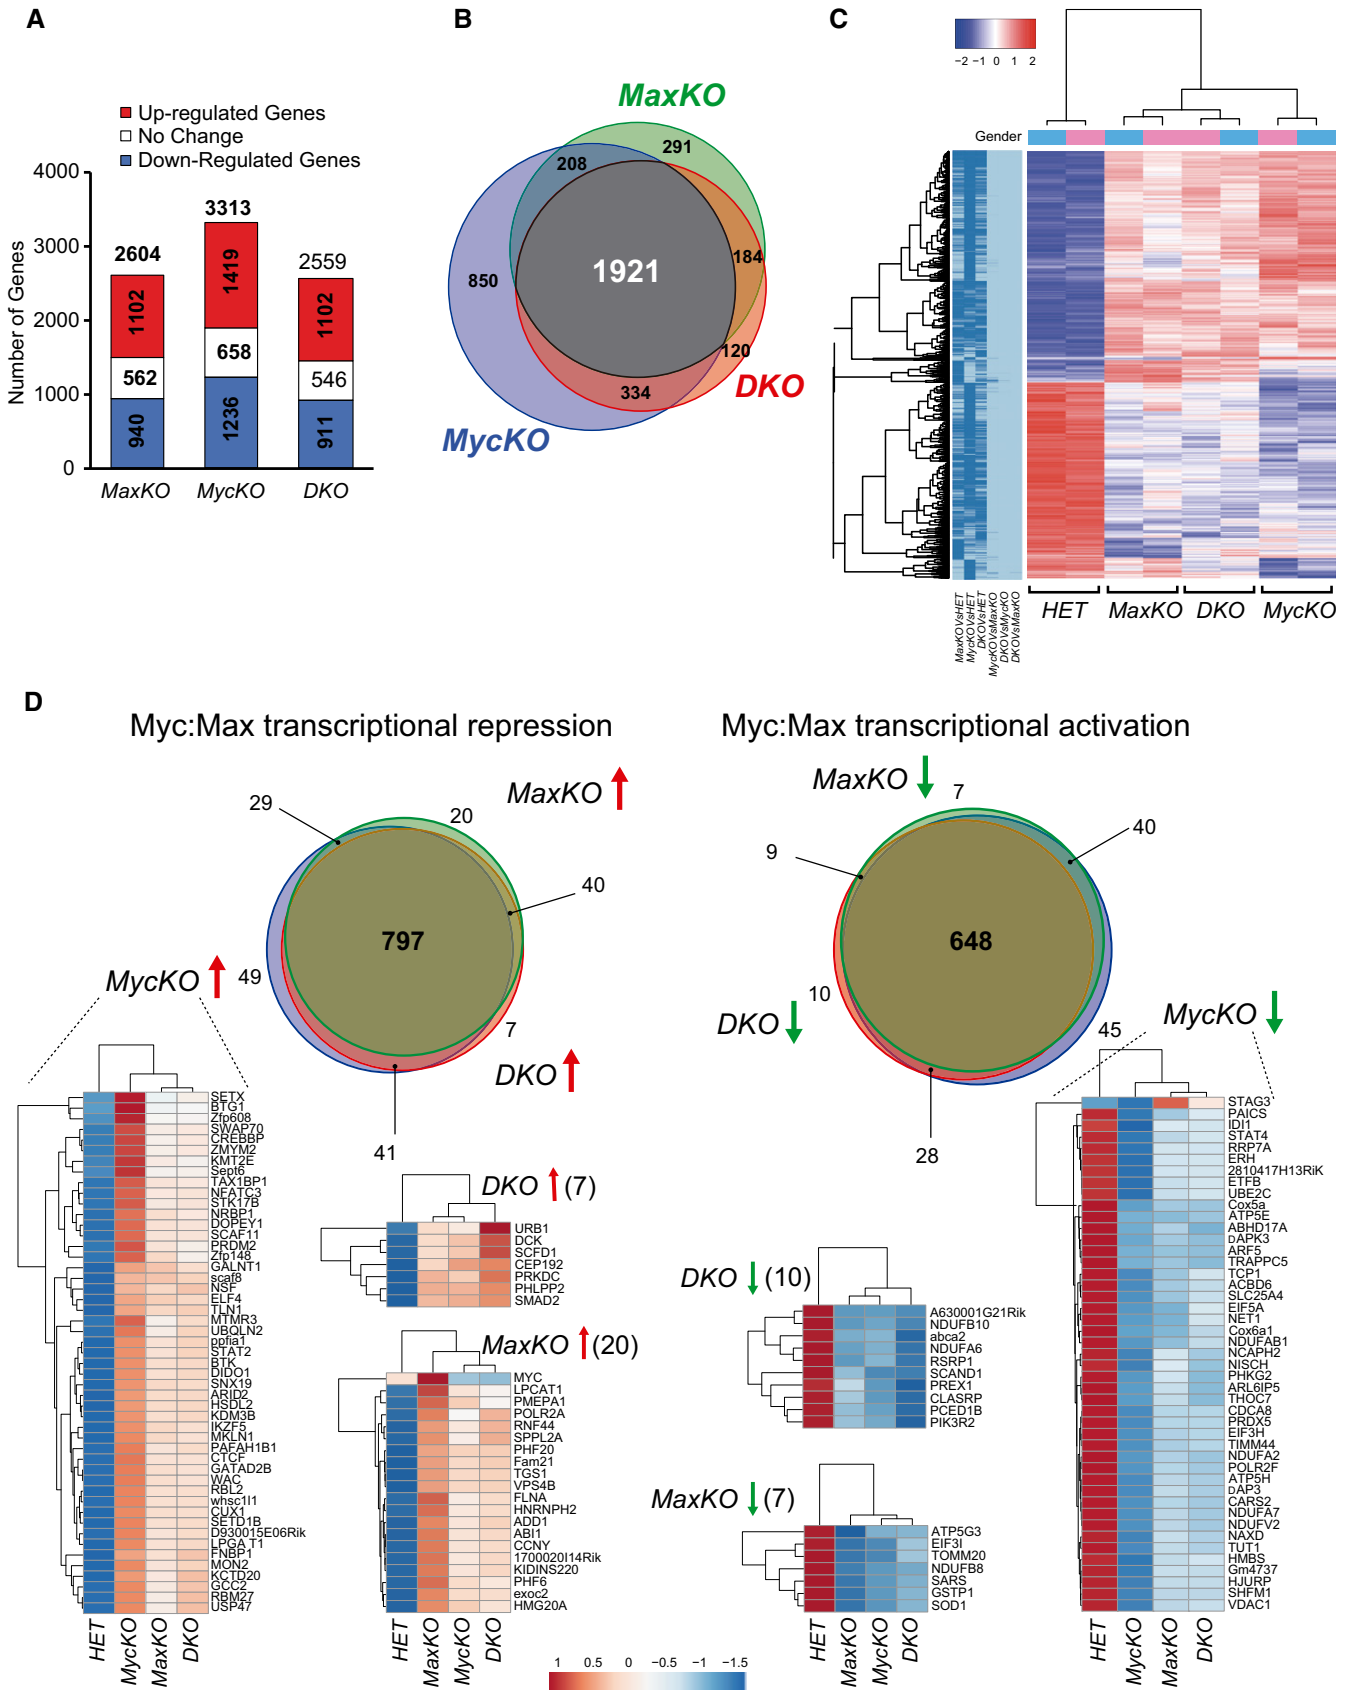 A
Up-regulated Genes
No Change
Down-Regulated Genes
Number of Genes
4000
3000
2000
1000
0
2604
1102
562
940
3313
1419
658
1236
2559
1102
546
911
MaxKO
MycKO
DKO
B
MaxKO
291
208
184
850
1921
120
334
DKO
MycKO
C
−2 −1 0 1 2
Gender
MaxKOVsHET
MycKOVsHET
DKOVsHET
MycKOVsMaxKO
DKOVsMycKO
DKOVsMaxKO
HET
MaxKO
DKO
MycKO
D
Myc:Max transcriptional repression
MaxKO
29
20
40
797
MycKO
49
7
DKO
41
SETX
BTG1
Zfp608
SWAP70
CREBBP
ZMYM2
KMT2E
Sept6
TAX1BP1
NFATC3
STK17B
NRBP1
DOPEY1
SCAF11
PRDM2
Zfp148
GALNT1
scaf8
NSF
ELF4
TLN1
MTMR3
UBQLN2
ppfia1
STAT2
BTK
DIDO1
SNX19
ARID2
HSDL2
KDM3B
IKZF5
MKLN1
PAFAH1B1
CTCF
GATAD2B
WAC
RBL2
whsc1l1
CUX1
SETD1B
D930015E06Rik
LPGA T1
FNBP1
MON2
KCTD20
GCC2
RBM27
USP47
HET
MycKO
MaxKO
DKO
DKO (7)
URB1
DCK
SCFD1
CEP192
PRKDC
PHLPP2
SMAD2
MaxKO (20)
MYC
LPCAT1
PMEPA1
POLR2A
RNF44
SPPL2A
PHF20
Fam21
TGS1
VPS4B
FLNA
HNRNPH2
ADD1
ABI1
CCNY
1700020I14Rik
KIDINS220
PHF6
exoc2
HMG20A
HET
MaxKO
MycKO
DKO
Myc:Max transcriptional activation
MaxKO
7
40
9
648
10
DKO
MycKO
45
28
DKO (10)
A630001G21Rik
NDUFB10
abca2
NDUFA6
RSRP1
SCAND1
PREX1
CLASRP
PCED1B
PIK3R2
MaxKO (7)
ATP5G3
EIF3I
TOMM20
NDUFB8
SARS
GSTP1
SOD1
HET
MaxKO
MycKO
DKO
STAG3
PAICS
IDI1
STAT4
RRP7A
ERH
2810417H13RiK
ETFB
UBE2C
Cox5a
ATP5E
ABHD17A
DAPK3
ARF5
TRAPPC5
TCP1
ACBD6
SLC25A4
EIF5A
NET1
Cox6a1
NDUFAB1
NCAPH2
NISCH
PHKG2
ARL6IP5
THOC7
CDCA8
PRDX5
EIF3H
TIMM44
NDUFA2
POLR2F
ATP5H
DAP3
CARS2
NDUFA7
NDUFV2
NAXD
TUT1
HMBS
Gm4737
HJURP
SHFM1
VDAC1
HET
MycKO
MaxKO
DKO
1 0.5 0 −0.5 −1 −1.5